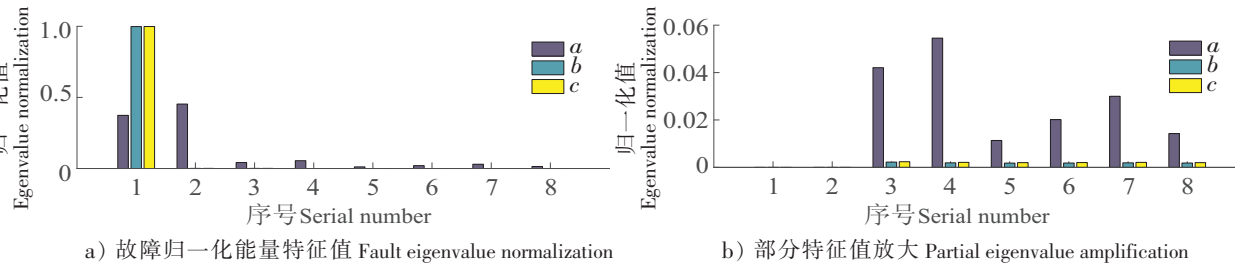 化值
Eigenvalue normalization
1.0
0.5
0
a
b
c
1 2 3 4 5 6 7 8
序号Serial number
a）故障归一化能量特征值 Fault eigenvalue normalization
归一化值
Eigenvalue normalization
0.06
0.04
0.02
0
a
b
c
1 2 3 4 5 6 7 8
序号Serial number
b）部分特征值放大 Partial eigenvalue amplification